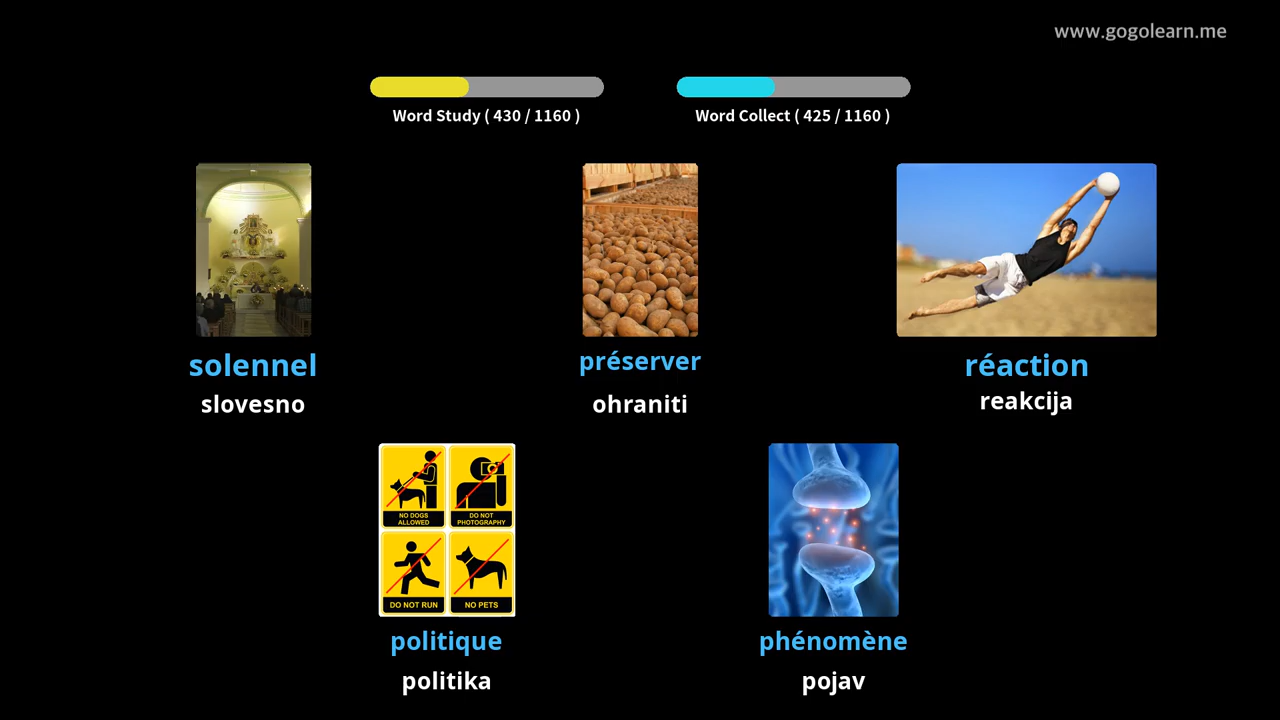 www.gogolearn.me
Word Study ( 430 / 1160 )
Word Collect ( 425 / 1160 )
solennel
slovesno
préserver
ohraniti
réaction
reakcija
NO DOGS
ALLOWED
DO NOT
PHOTOGRAPHY
DO NOT RUN
NO PETS
politique
politika
phénomène
pojav